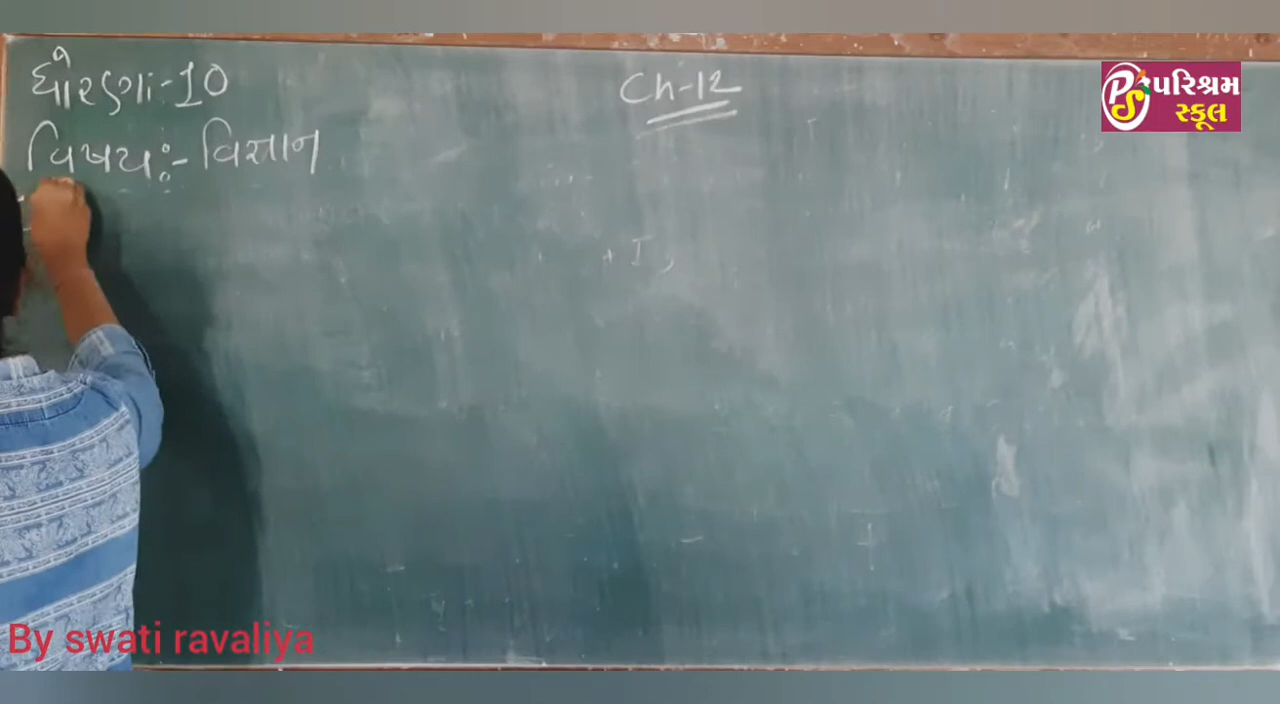 ધોરણ:-10
Ch-12
વિષય:- વિજ્ઞાન
પરિશ્રમ
સ્કૂલ
By swati ravaliya